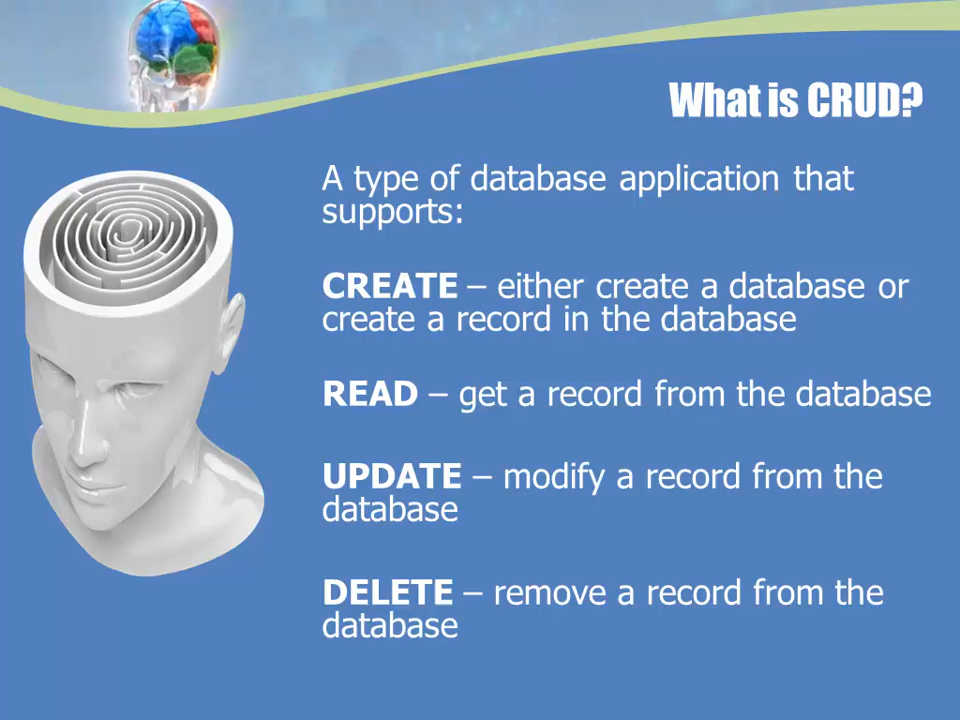 What is CRUD?
A type of database application that
supports:
CREATE – either create a database or
create a record in the database
READ – get a record from the database
UPDATE – modify a record from the
database
DELETE – remove a record from the
database